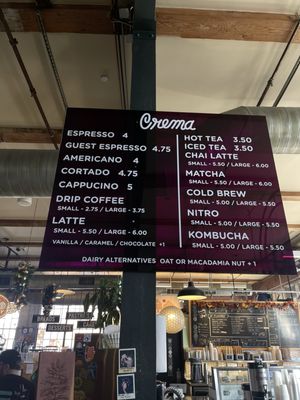 Crema
ESPRESSO 4
GUEST ESPRESSO 4.75
AMERICANO 4
CORTADO 4.75
CAPPUCINO 5
DRIP COFFEE
SMALL - 2.75 / LARGE - 3.75
LATTE
SMALL - 5.50 / LARGE - 6.00
VANILLA / CARAMEL / CHOCOLATE +1
HOT TEA 3.50
ICED TEA 3.50
CHAI LATTE
SMALL - 5.50 / LARGE - 6.00
MATCHA
SMALL - 5.50 / LARGE - 6.00
COLD BREW
SMALL - 5.00 / LARGE - 5.50
NITRO
SMALL - 5.00 / LARGE - 5.50
KOMBUCHA
SMALL - 5.00 / LARGE - 5.50
DAIRY ALTERNATIVES OAT OR MACADAMIA NUT + 1
BREADS
DESSERTS